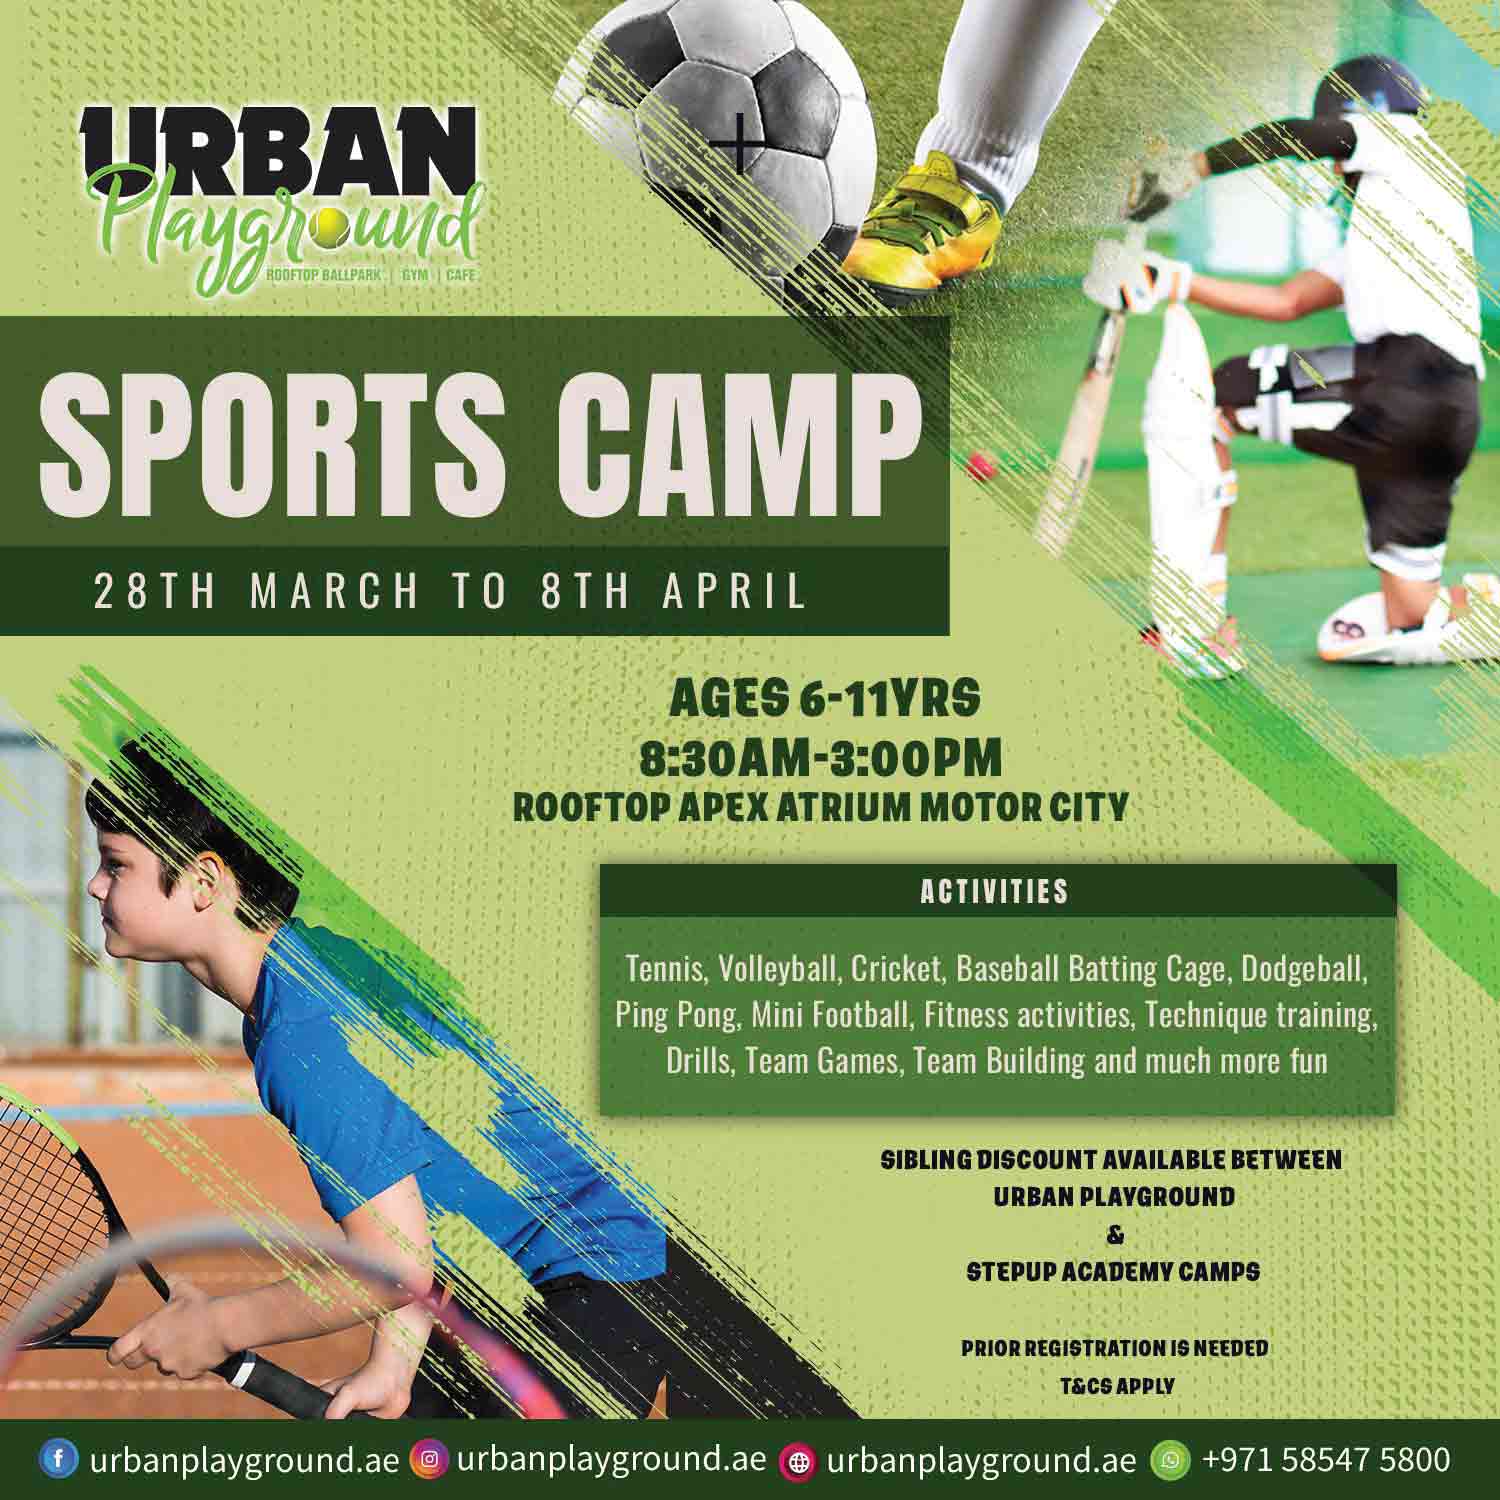 URBAN
Playground
ROOFTOP BALLPARK | GYM | CAFE
SPORTS CAMP
28TH MARCH TO 8TH APRIL
AGES 6-11YRS
8:30AM-3:00PM
ROOFTOP APEX ATRIUM MOTOR CITY
ACTIVITIES
Tennis, Volleyball, Cricket, Baseball Batting Cage, Dodgeball,
Ping Pong, Mini Football, Fitness activities, Technique training,
Drills, Team Games, Team Building and much more fun
SIBLING DISCOUNT AVAILABLE BETWEEN
URBAN PLAYGROUND
&
STEPUP ACADEMY CAMPS
PRIOR REGISTRATION IS NEEDED
T&CS APPLY
urbanplayground.ae urbanplayground.ae urbanplayground.ae +971 58547 5800